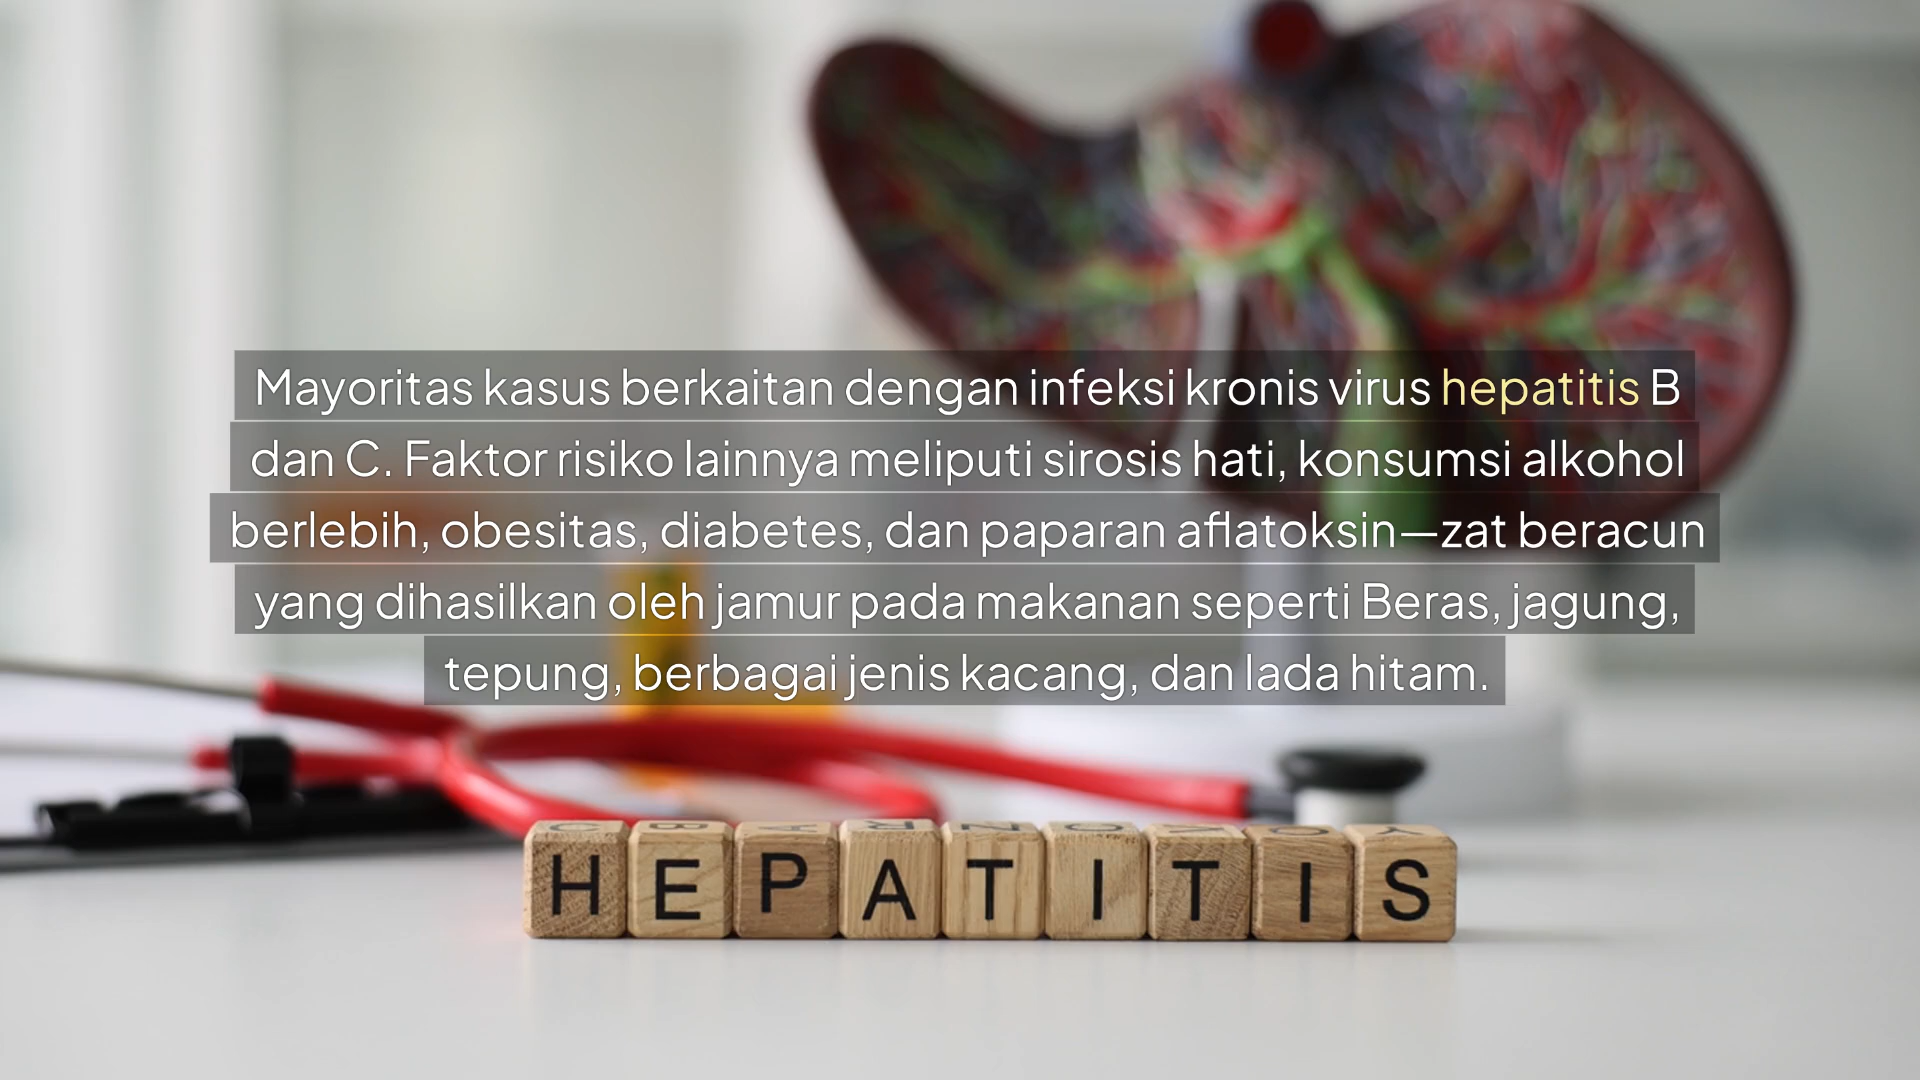 Mayoritas kasus berkaitan dengan infeksi kronis virus hepatitis B
dan C. Faktor risiko lainnya meliputi sirosis hati, konsumsi alkohol
berlebih, obesitas, diabetes, dan paparan aflatoksin—zat beracun
yang dihasilkan oleh jamur pada makanan seperti Beras, jagung,
tepung, berbagai jenis kacang, dan lada hitam.
HEPATITIS